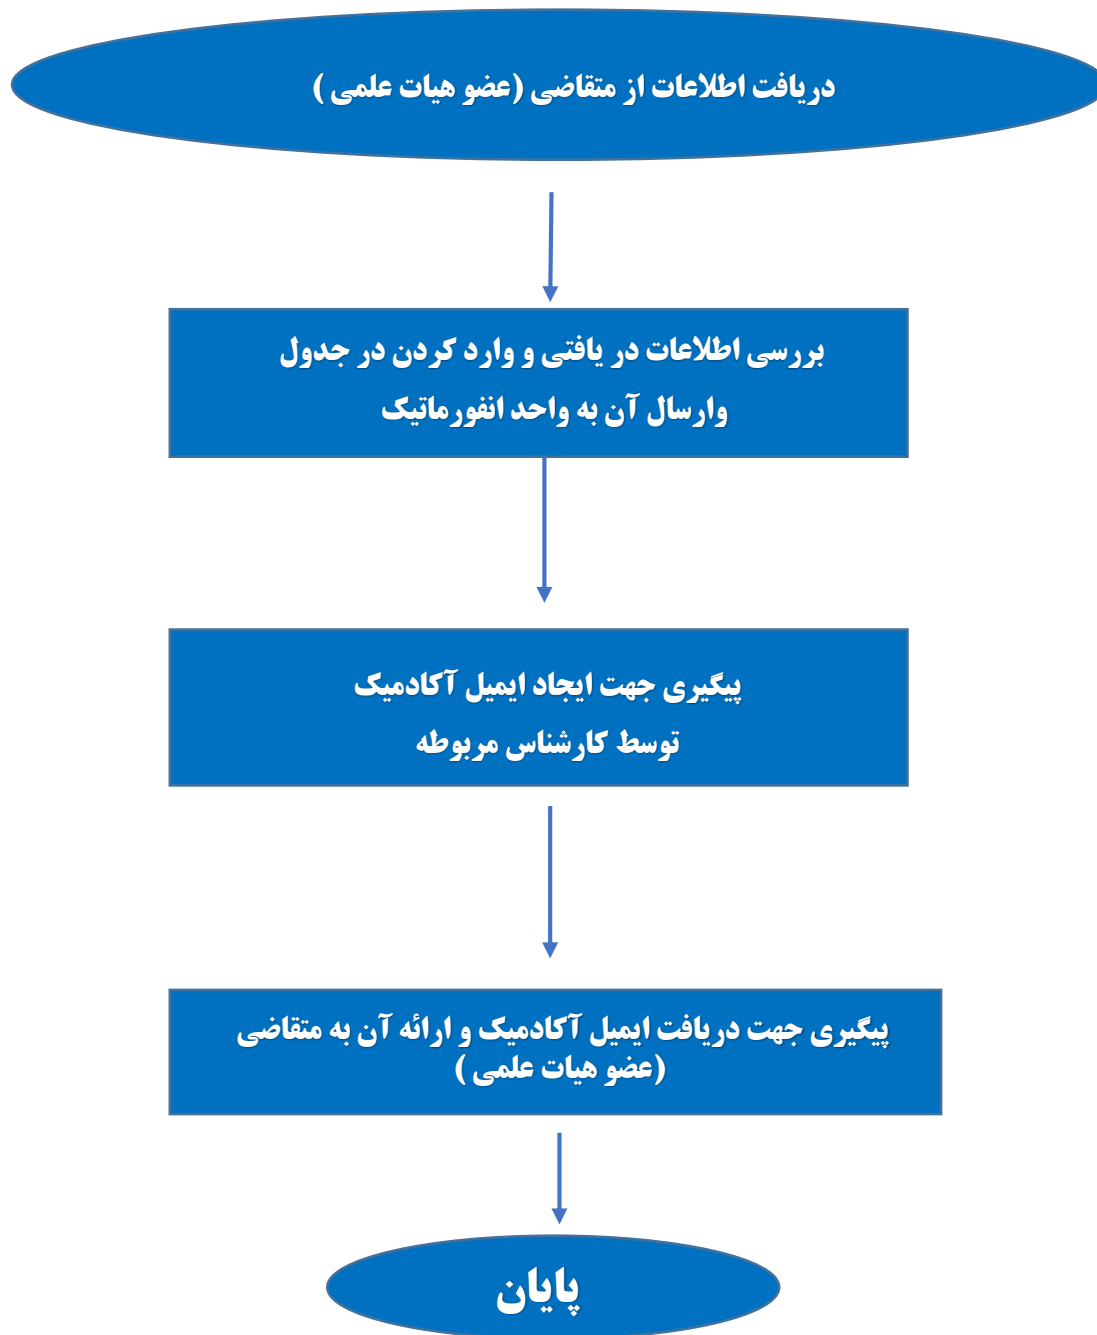 دریافت اطلاعات از متقاضی (عضو هیات علمی )
بررسی اطلاعات در یافتی و وارد کردن در جدول
وارسال آن به واحد انفورماتیک
پیگیری جهت ایجاد ایمیل آکادمیک
توسط کارشناس مربوطه
پیگیری جهت دریافت ایمیل آکادمیک و ارائه آن به متقاضی
(عضو هیات علمی )
پایان